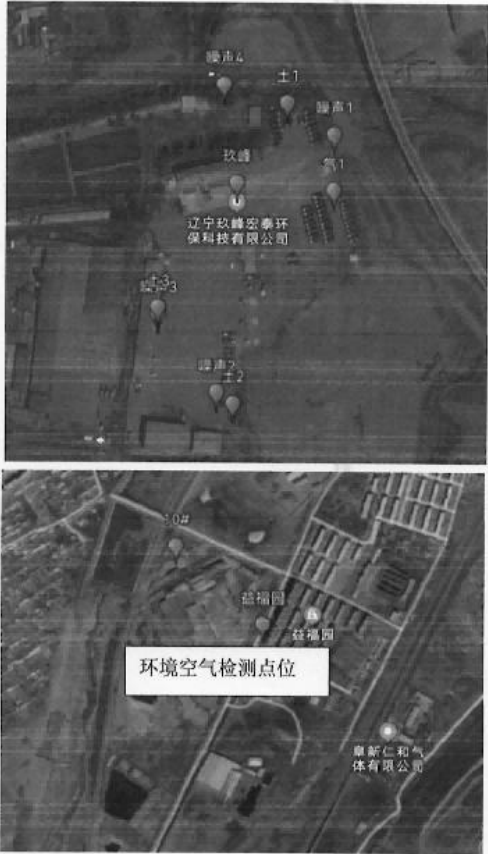 噪声4
土1
噪声1
玖峰
气1
辽宁玖峰宏泰环
保科技有限公司
土3
噪声3
噪声2
土2
10#
益福园
益福园
环境空气检测点位
阜新仁和气
体有限公司